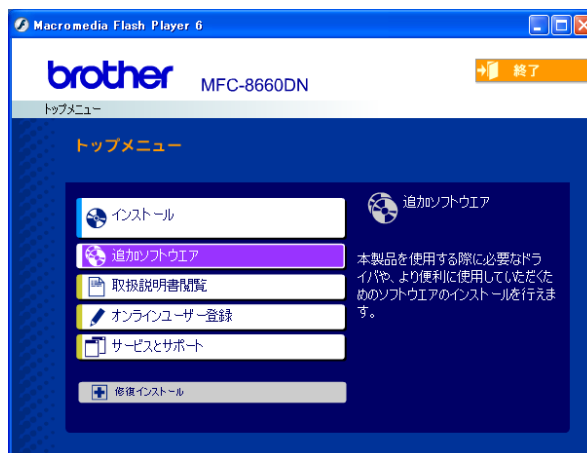 Macromedia Flash Player 6
brother MFC-8660DN
終了
トップメニュー
トップメニュー
インストール
追加ソフトウエア
取扱説明書閲覧
オンラインユーザー登録
サービスとサポート
修復インストール
追加ソフトウエア
本製品を使用する際に必要なドラ
イバや、より便利に使用していただくた
めのソフトウエアのインストールを行えま
す。